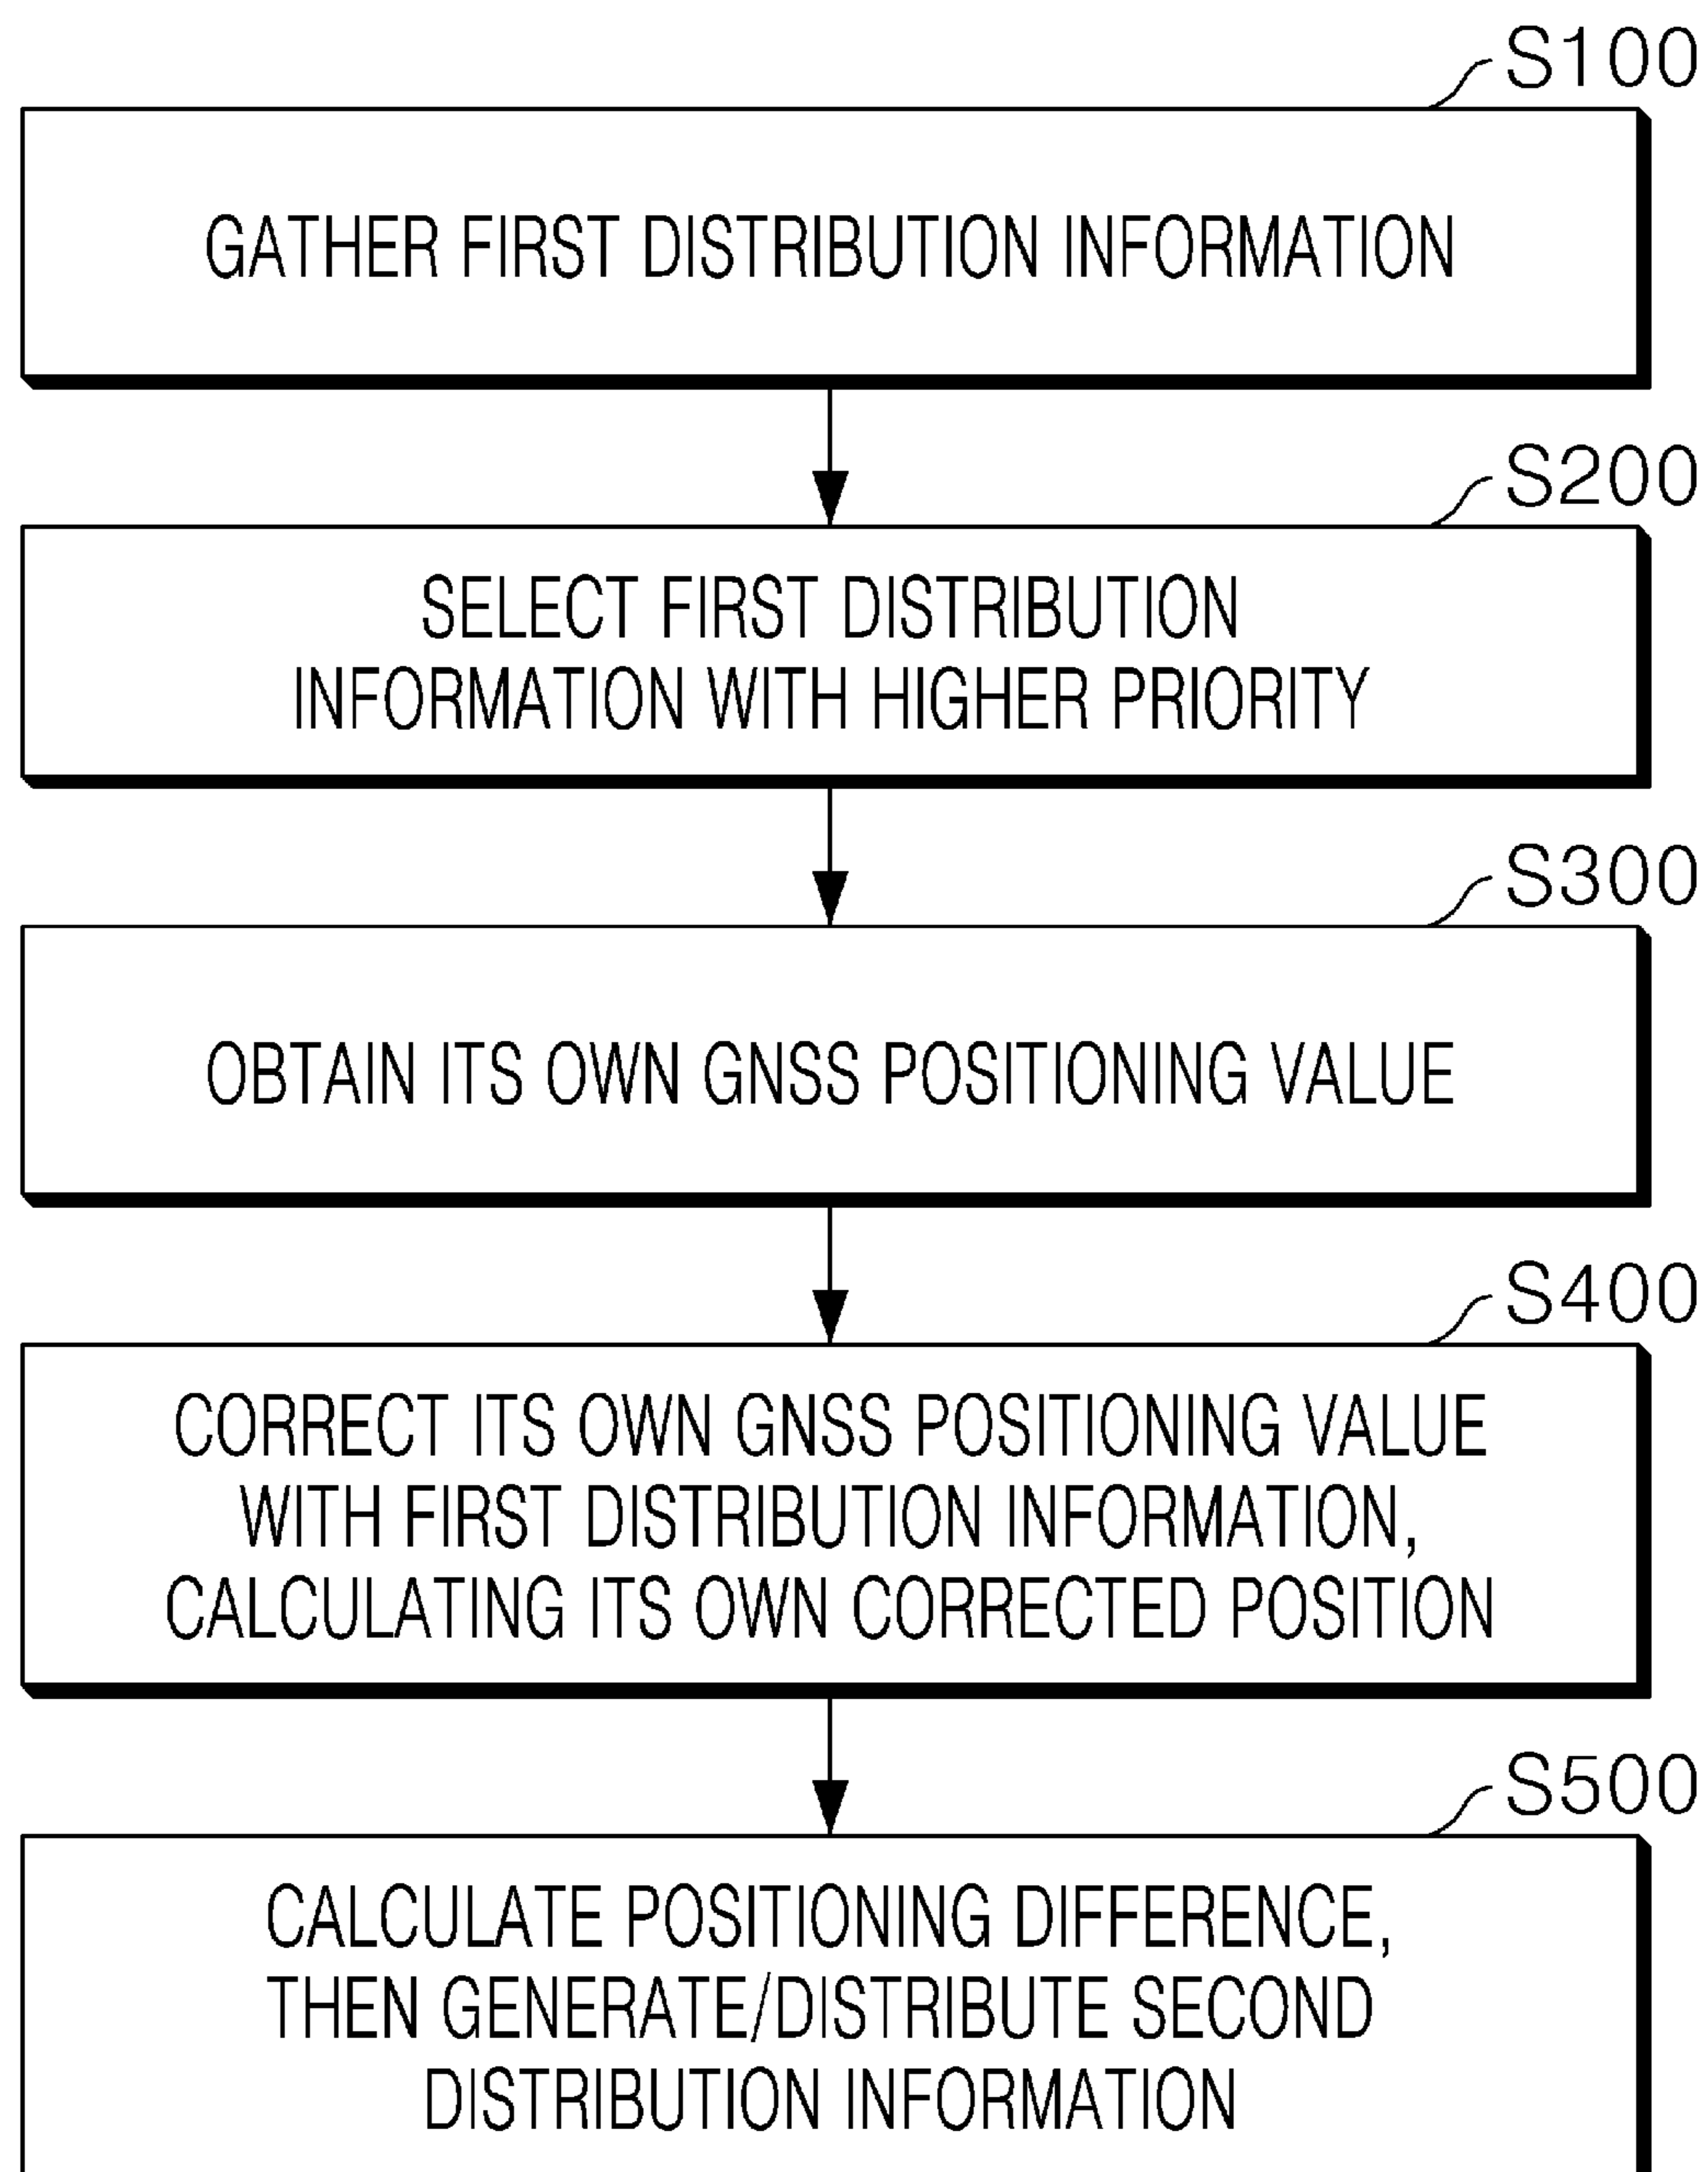 S100
GATHER FIRST DISTRIBUTION INFORMATION
S200
SELECT FIRST DISTRIBUTION
INFORMATION WITH HIGHER PRIORITY
S300
OBTAIN ITS OWN GNSS POSITIONING VALUE
S400
CORRECT ITS OWN GNSS POSITIONING VALUE
WITH FIRST DISTRIBUTION INFORMATION,
CALCULATING ITS OWN CORRECTED POSITION
S500
CALCULATE POSITIONING DIFFERENCE,
THEN GENERATE/DISTRIBUTE SECOND
DISTRIBUTION INFORMATION